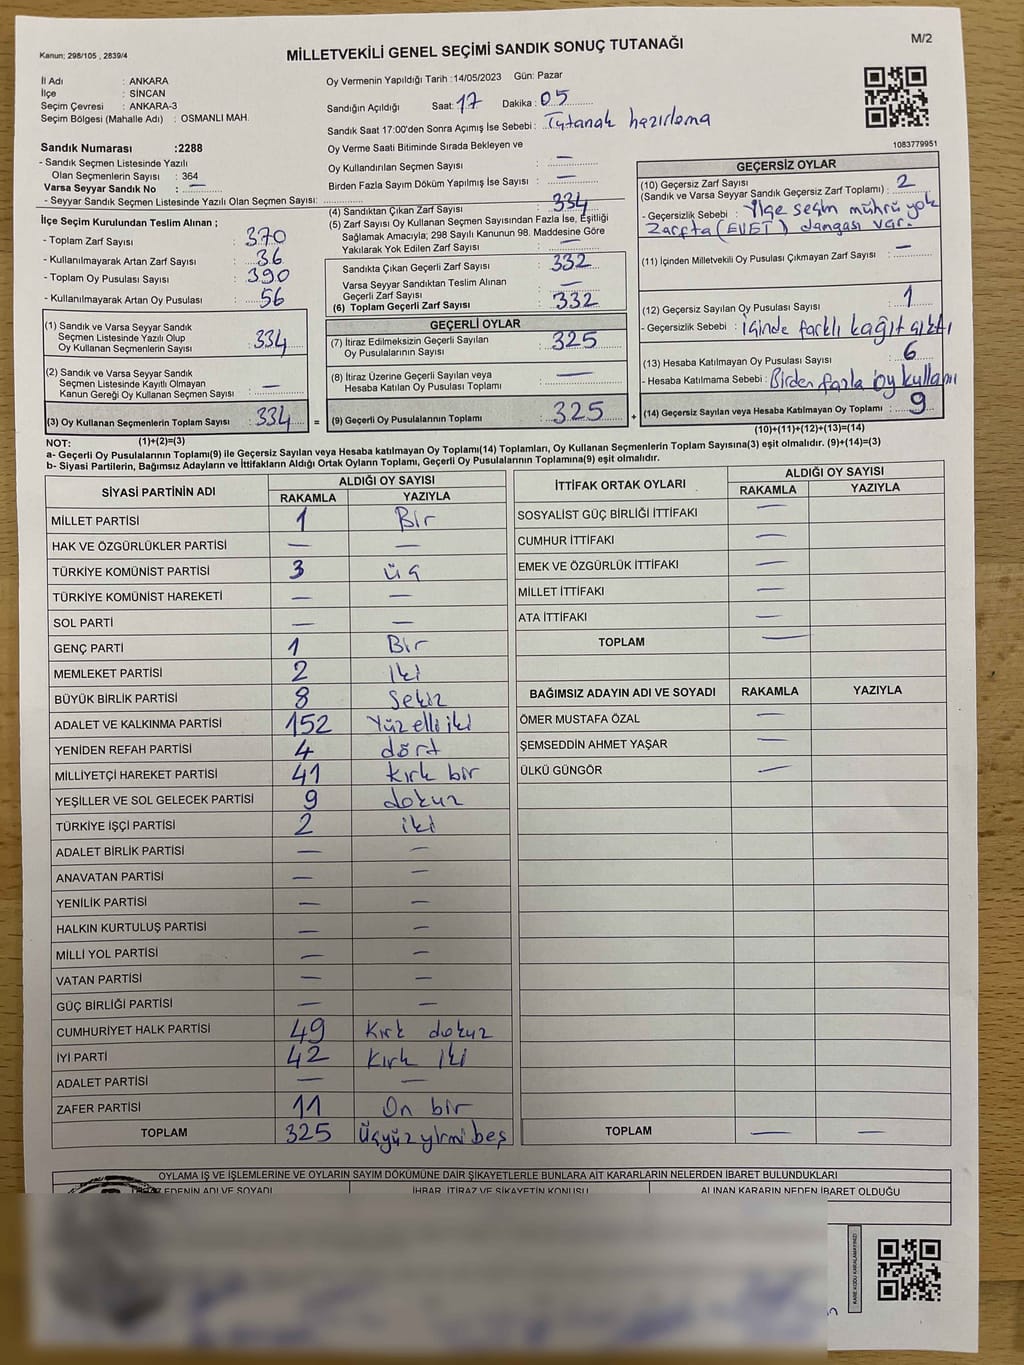 Kanun; 298/105 , 2839/4
MİLLETVEKİLİ GENEL SEÇİMİ SANDIK SONUÇ TUTANAĞI
M/2
İl Adı : ANKARA
İlçe : SİNCAN
Seçim Çevresi : ANKARA-3
Seçim Bölgesi (Mahalle Adı) : OSMANLI MAH.
Oy Vermenin Yapıldığı Tarih :14/05/2023 Gün: Pazar
Sandığın Açıldığı Saat: 17 Dakika : 05
Sandık Saat 17:00'den Sonra Açımış İse Sebebi : Tutanak hazırlama
1083779951
Sandık Numarası :2288
- Sandık Seçmen Listesinde Yazılı
Olan Seçmenlerin Sayısı : 364
Varsa Seyyar Sandık No : —
- Seyyar Sandık Seçmen Listesinde Yazılı Olan Seçmen Sayısı:
Oy Verme Saati Bitiminde Sırada Bekleyen ve
Oy Kullandırılan Seçmen Sayısı : —
Birden Fazla Sayım Döküm Yapılmış İse Sayısı : —
İlçe Seçim Kurulundan Teslim Alınan ;
- Toplam Zarf Sayısı : 370
- Kullanılmayarak Artan Zarf Sayısı : 36
- Toplam Oy Pusulası Sayısı : 390
- Kullanılmayarak Artan Oy Pusulası : 56
(1) Sandık ve Varsa Seyyar Sandık
Seçmen Listesinde Yazılı Olup
Oy Kullanan Seçmenlerin Sayısı : 334
(2) Sandık ve Varsa Seyyar Sandık
Seçmen Listesinde Kayıtlı Olmayan
Kanun Gereği Oy Kullanan Seçmen Sayısı : —
(3) Oy Kullanan Seçmenlerin Toplam Sayısı : 334 =
(4) Sandıktan Çıkan Zarf Sayısı : 334
(5) Zarf Sayısı Oy Kullanan Seçmen Sayısından Fazla İse, Eşitliği
Sağlamak Amacıyla; 298 Sayılı Kanunun 98. Maddesine Göre
Yakılarak Yok Edilen Zarf Sayısı : —
Sandıkta Çıkan Geçerli Zarf Sayısı : 332
Varsa Seyyar Sandıktan Teslim Alınan
Geçerli Zarf Sayısı : —
(6) Toplam Geçerli Zarf Sayısı : 332
GEÇERLİ OYLAR
(7) İtiraz Edilmeksizin Geçerli Sayılan
Oy Pusulalarının Sayısı : 325
(8) İtiraz Üzerine Geçerli Sayılan veya
Hesaba Katılan Oy Pusulası Toplamı : —
(9) Geçerli Oy Pusulalarının Toplamı : 325 +
GEÇERSİZ OYLAR
(10) Geçersiz Zarf Sayısı
(Sandık ve Varsa Seyyar Sandık Geçersiz Zarf Toplamı) : 2
- Geçersizlik Sebebi : İlçe seçim mührü yok
Zarfta (EVET) damgası var.
(11) İçinden Milletvekili Oy Pusulası Çıkmayan Zarf Sayısı : —
(12) Geçersiz Sayılan Oy Pusulası Sayısı : 1
- Geçersizlik Sebebi : İçinde farklı kağıt çıktı
(13) Hesaba Katılmayan Oy Pusulası Sayısı : 6
- Hesaba Katılmama Sebebi : Birden fazla oy kullanı
(14) Geçersiz Sayılan veya Hesaba Katılmayan Oy Toplamı : 9
(1)+(2)=(3)
(10)+(11)+(12)+(13)=(14)
NOT:
a- Geçerli Oy Pusulalarının Toplamı(9) ile Geçersiz Sayılan veya Hesaba Katılmayan Oy Toplamı(14) Toplamları, Oy Kullanan Seçmenlerin Toplam Sayısına(3) eşit olmalıdır. (9)+(14)=(3)
b- Siyasi Partilerin, Bağımsız Adayların ve İttifakların Aldığı Ortak Oyların Toplamı, Geçerli Oy Pusulalarının Toplamına(9) eşit olmalıdır.
SİYASİ PARTİNİN ADI ALDIĞI OY SAYISI
RAKAMLA YAZIYLA
MİLLET PARTİSİ 1 Bir
HAK VE ÖZGÜRLÜKLER PARTİSİ — —
TÜRKİYE KOMÜNİST PARTİSİ 3 üç
TÜRKİYE KOMÜNİST HAREKETİ — —
SOL PARTİ — —
GENÇ PARTİ 1 Bir
MEMLEKET PARTİSİ 2 iki
BÜYÜK BİRLİK PARTİSİ 8 Sekiz
ADALET VE KALKINMA PARTİSİ 152 Yüz elli iki
YENİDEN REFAH PARTİSİ 4 dört
MİLLİYETÇİ HAREKET PARTİSİ 41 kırk bir
YEŞİLLER VE SOL GELECEK PARTİSİ 9 dokuz
TÜRKİYE İŞÇİ PARTİSİ 2 iki
ADALET BİRLİK PARTİSİ — —
ANAVATAN PARTİSİ — —
YENİLİK PARTİSİ — —
HALKIN KURTULUŞ PARTİSİ — —
MİLLİ YOL PARTİSİ — —
VATAN PARTİSİ — —
GÜÇ BİRLİĞİ PARTİSİ — —
CUMHURİYET HALK PARTİSİ 49 Kırk dokuz
İYİ PARTİ 42 Kırk iki
ADALET PARTİSİ — —
ZAFER PARTİSİ 11 On bir
TOPLAM 325 Üçyüz yirmi beş
İTTİFAK ORTAK OYLARI ALDIĞI OY SAYISI
RAKAMLA YAZIYLA
SOSYALİST GÜÇ BİRLİĞİ İTTİFAKI —
CUMHUR İTTİFAKI —
EMEK VE ÖZGÜRLÜK İTTİFAKI —
MİLLET İTTİFAKI —
ATA İTTİFAKI —
TOPLAM —
BAĞIMSIZ ADAYIN ADI VE SOYADI RAKAMLA YAZIYLA
ÖMER MUSTAFA ÖZAL —
ŞEMSEDDİN AHMET YAŞAR —
ÜLKÜ GÜNGÖR —
TOPLAM — —
OYLAMA İŞ VE İŞLEMLERİNE VE OYLARIN SAYIM DÖKÜMÜNE DAİR ŞİKAYETLERLE BUNLARA AİT KARARLARIN NELERDEN İBARET BULUNDUKLARI
EDENİN ADI VE SOYADI İHBAR, İTİRAZ VE ŞİKAYETİN KONUSU ALINAN KARARIN NEDEN İBARET OLDUĞU
KARE KODU KARALAMAYINIZ!